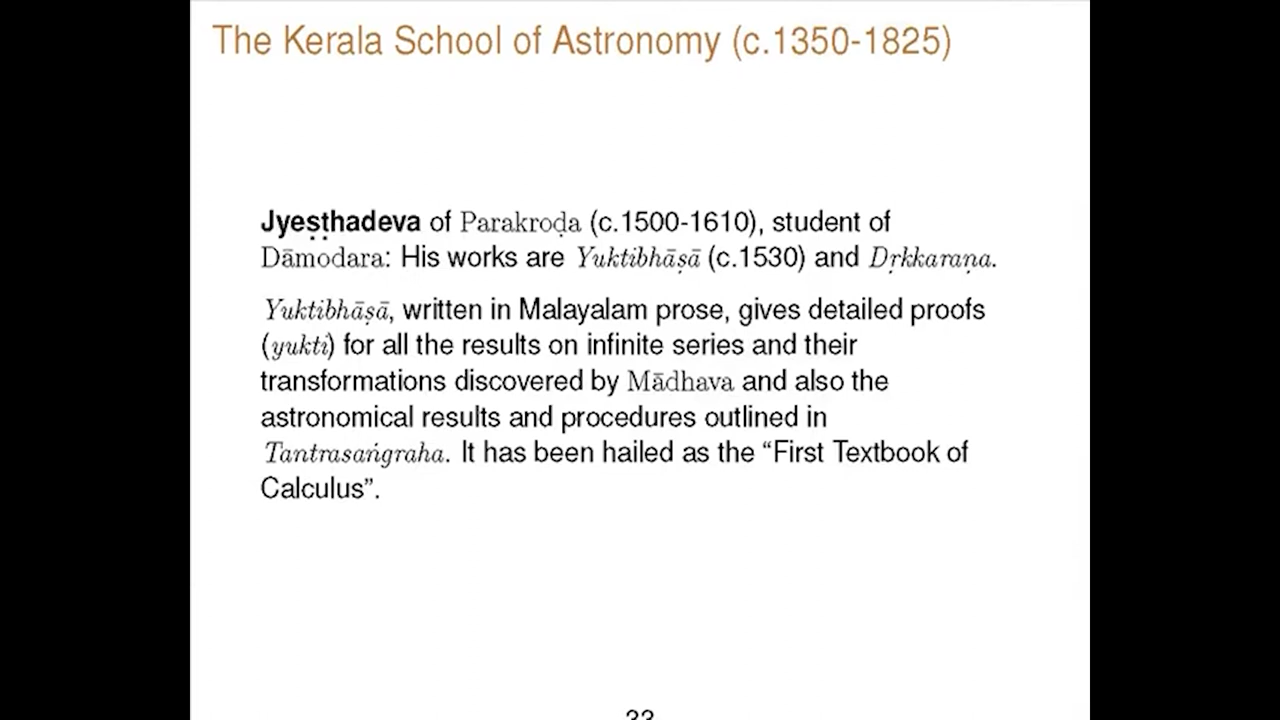 The Kerala School of Astronomy (c.1350-1825)
Jyeṣṭhadeva of Parakroḍa (c.1500-1610), student of
Dāmodara: His works are Yuktibhāṣā (c.1530) and Dṛkkaraṇa.
Yuktibhāṣā, written in Malayalam prose, gives detailed proofs
(yukti) for all the results on infinite series and their
transformations discovered by Mādhava and also the
astronomical results and procedures outlined in
Tantrasaṅgraha. It has been hailed as the “First Textbook of
Calculus”.
33